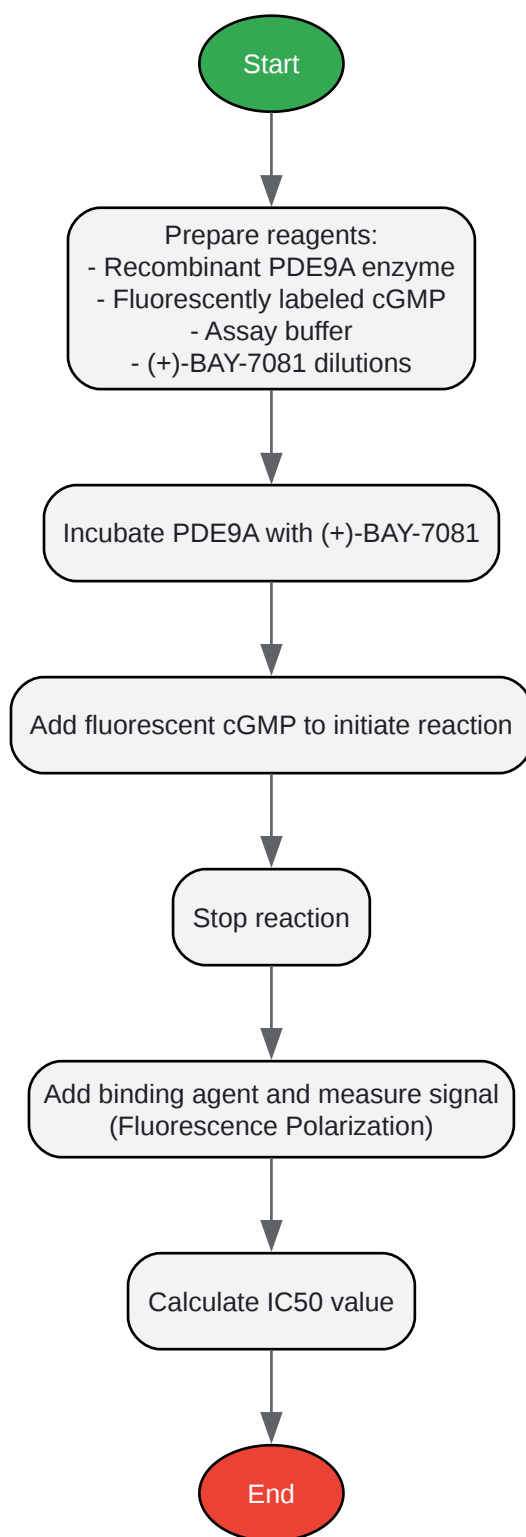 Start
Prepare reagents:
- Recombinant PDE9A enzyme
- Fluorescently labeled cGMP
- Assay buffer
- (+)-BAY-7081 dilutions
Incubate PDE9A with (+)-BAY-7081
Add fluorescent cGMP to initiate reaction
Stop reaction
Add binding agent and measure signal
(Fluorescence Polarization)
Calculate IC50 value
End